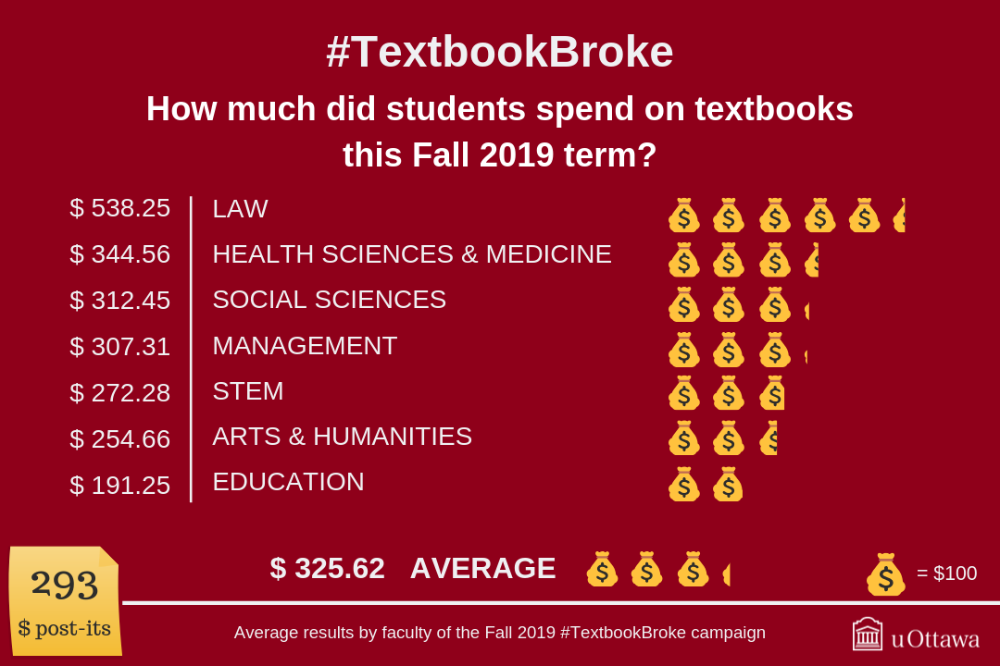 #TextbookBroke
How much did students spend on textbooks
this Fall 2019 term?
$ 538.25 LAW
$ 344.56 HEALTH SCIENCES & MEDICINE
$ 312.45 SOCIAL SCIENCES
$ 307.31 MANAGEMENT
$ 272.28 STEM
$ 254.66 ARTS & HUMANITIES
$ 191.25 EDUCATION
$ 325.62 AVERAGE
= $100
293
$ post-its
Average results by faculty of the Fall 2019 #TextbookBroke campaign
uOttawa